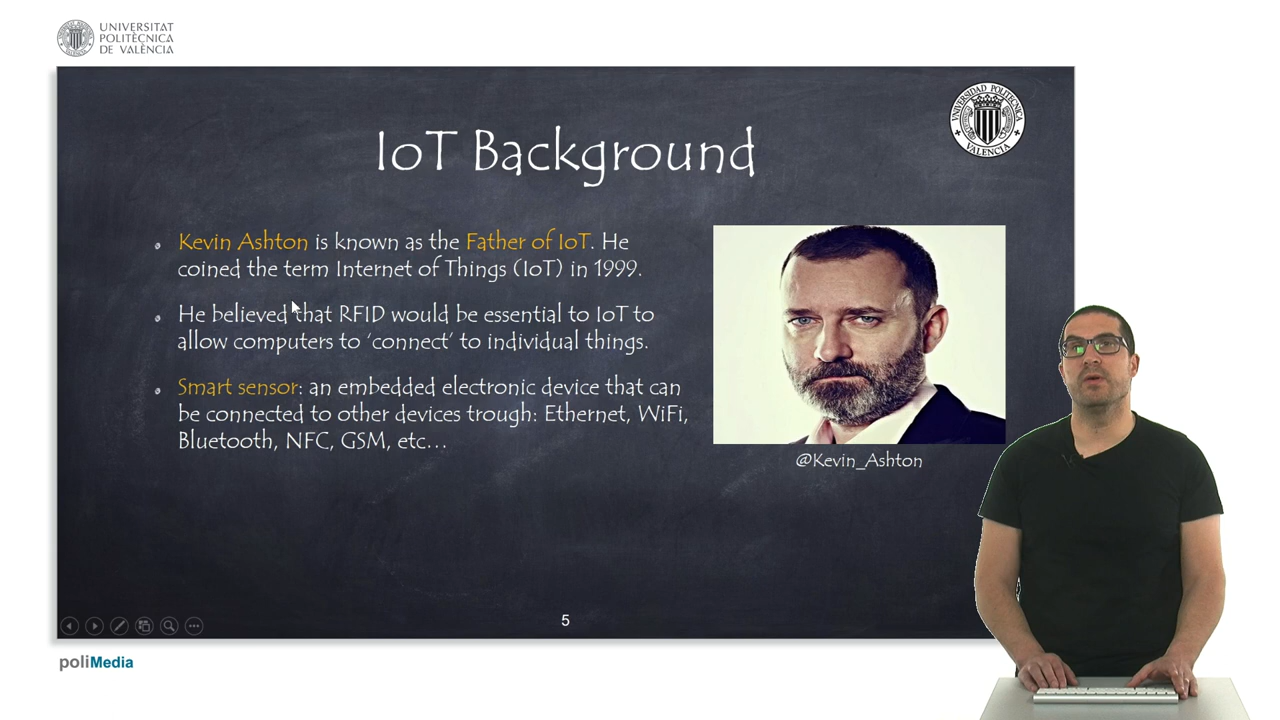 UNIVERSITAT
POLITÈCNICA
DE VALÈNCIA
UNIVERSIDAD POLITECNICA
VALENCIA
IoT Background
Kevin Ashton is known as the Father of IoT. He
coined the term Internet of Things (IoT) in 1999.
He believed that RFID would be essential to IoT to
allow computers to ‘connect’ to individual things.
Smart sensor: an embedded electronic device that can
be connected to other devices trough: Ethernet, WiFi,
Bluetooth, NFC, GSM, etc…
@Kevin_Ashton
5
poliMedia